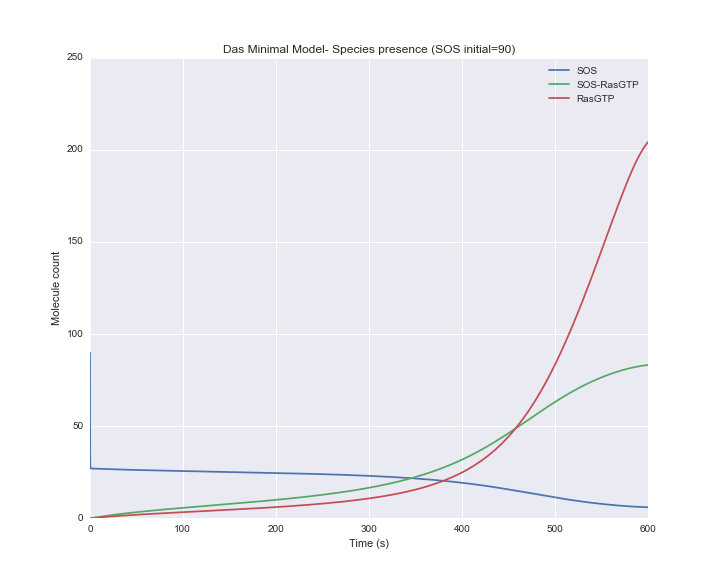 Das Minimal Model- Species presence (SOS initial=90)
250
200
150
100
50
0
Molecule count
SOS
SOS-RasGTP
RasGTP
0 100 200 300 400 500 600
Time (s)